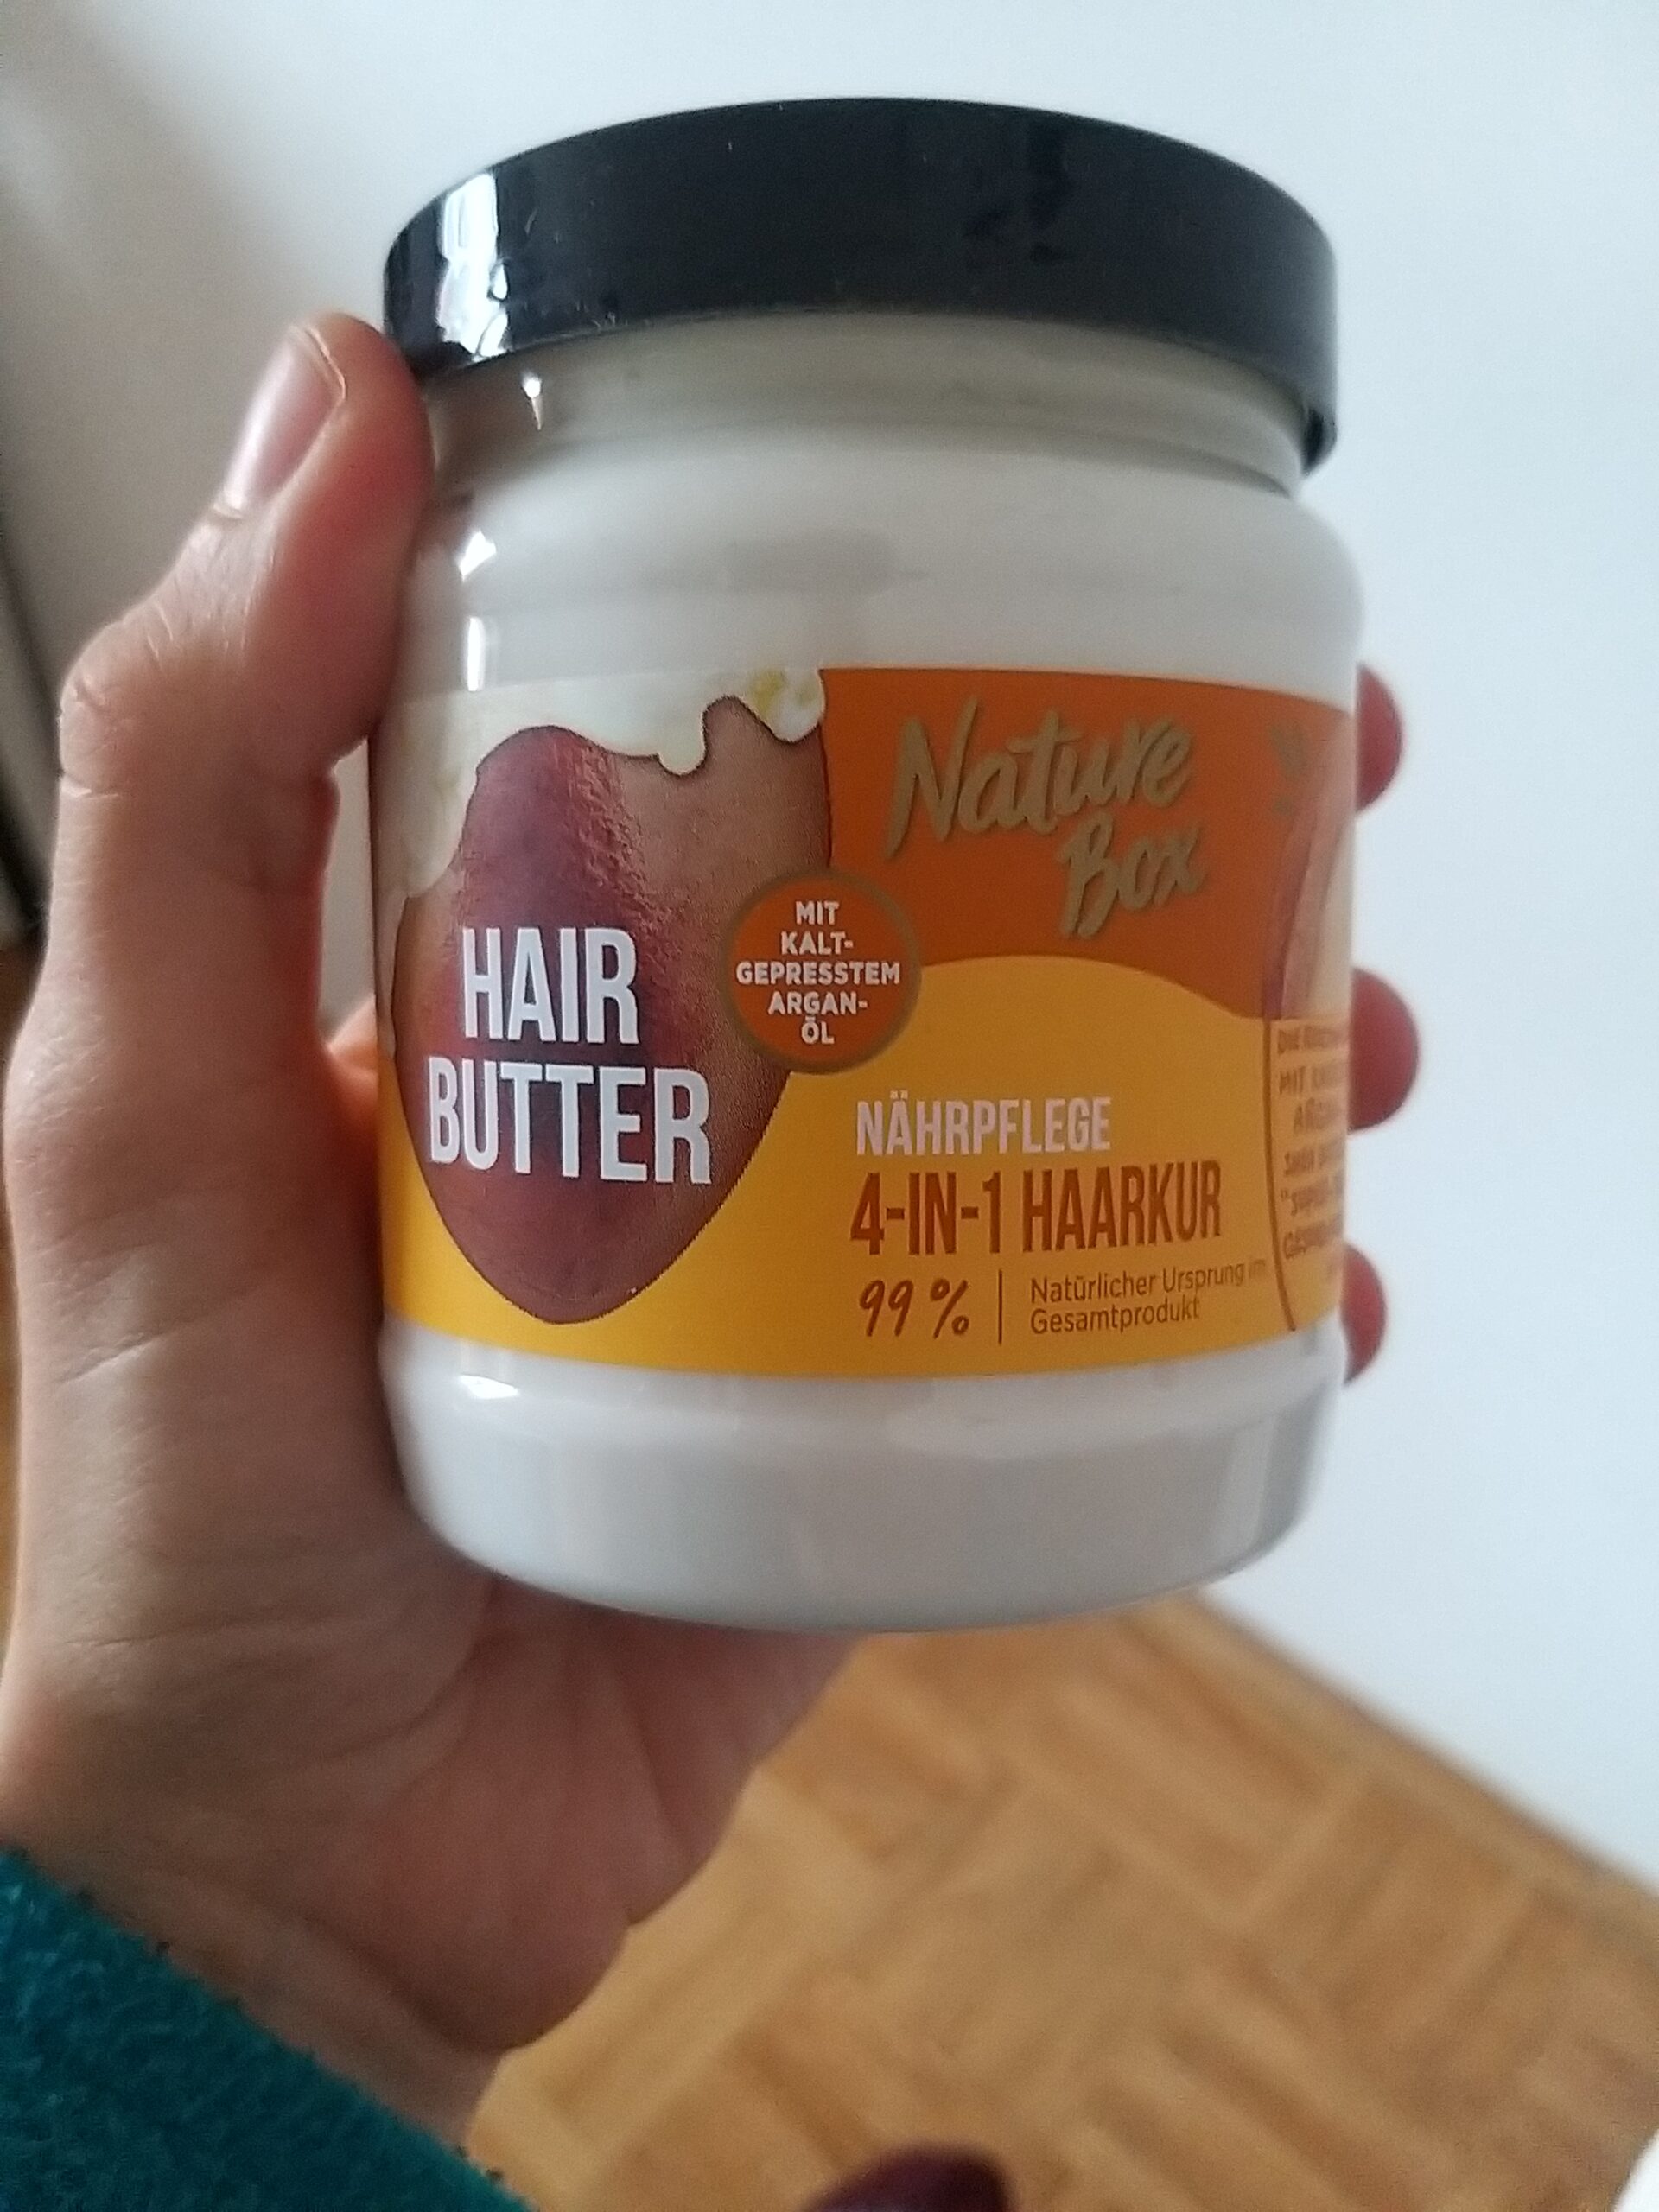 Nature
Box
MIT
KALT-
GEPRESSTEM
ARGAN-
ÖL
HAIR
BUTTER
NÄHRPFLEGE
4-IN-1 HAARKUR
99 %
Natürlicher Ursprung im
Gesamtprodukt
MIT